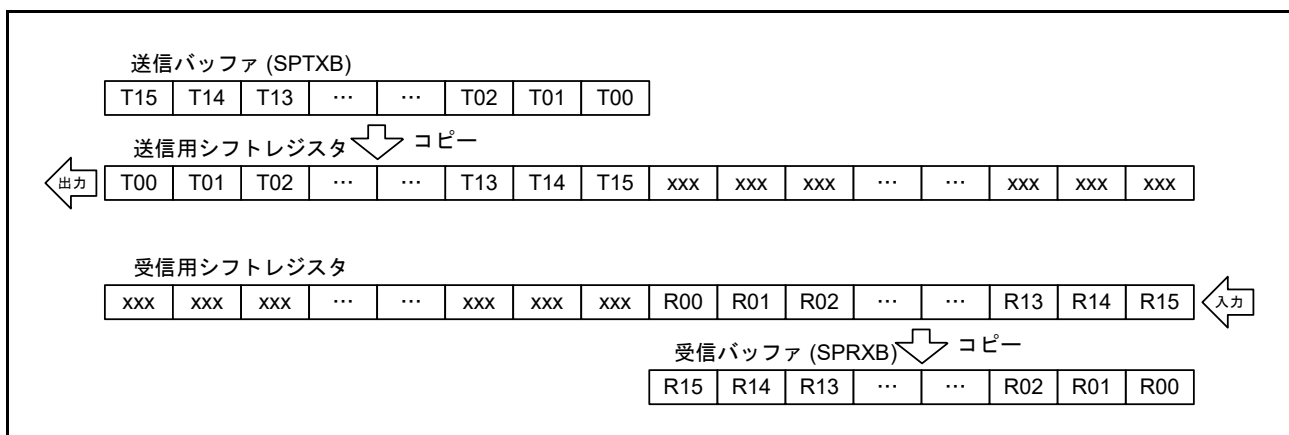 送信バッファ (SPTXB)
T15 T14 T13 … … T02 T01 T00
コピー
送信用シフトレジスタ
出力 T00 T01 T02 … … T13 T14 T15 xxx xxx xxx … … xxx xxx xxx
受信用シフトレジスタ
xxx xxx xxx … … xxx xxx xxx R00 R01 R02 … … R13 R14 R15 入力
コピー
受信バッファ (SPRXB)
R15 R14 R13 … … R02 R01 R00